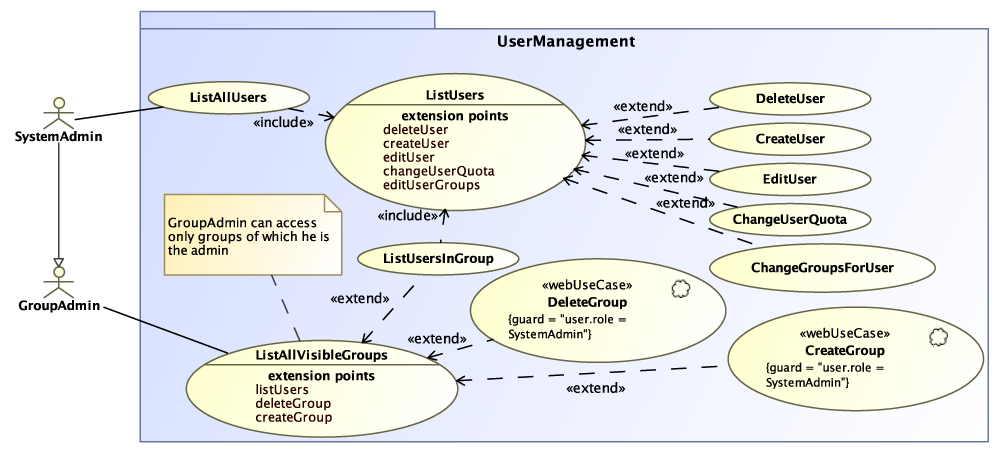 UserManagement
ListAllUsers
SystemAdmin
«include»
ListUsers
extension points
deleteUser
createUser
editUser
changeUserQuota
editUserGroups
«extend»
DeleteUser
«extend»
CreateUser
«extend»
EditUser
«extend»
ChangeUserQuota
«extend»
ChangeGroupsForUser
GroupAdmin can access
only groups of which he is
the admin
«include»
ListUsersInGroup
GroupAdmin
«extend»
«webUseCase»
DeleteGroup
{guard = "user.role =
SystemAdmin"}
«extend»
«webUseCase»
CreateGroup
{guard = "user.role =
SystemAdmin"}
«extend»
ListAllVisibleGroups
extension points
listUsers
deleteGroup
createGroup